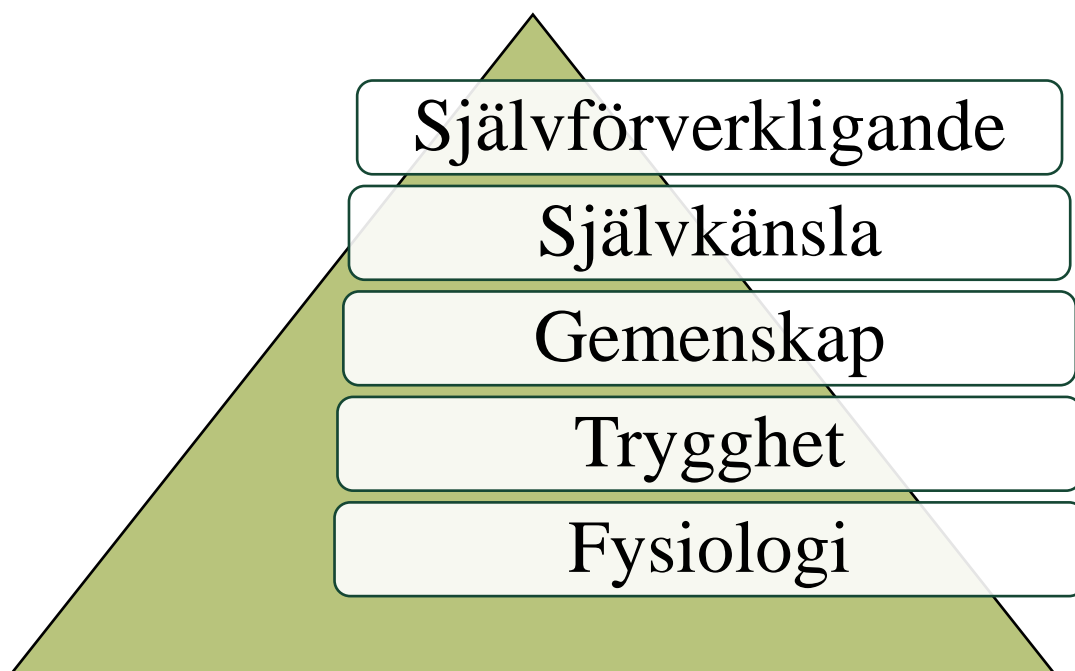 Självförverkligande
Självkänsla
Gemenskap
Trygghet
Fysiologi